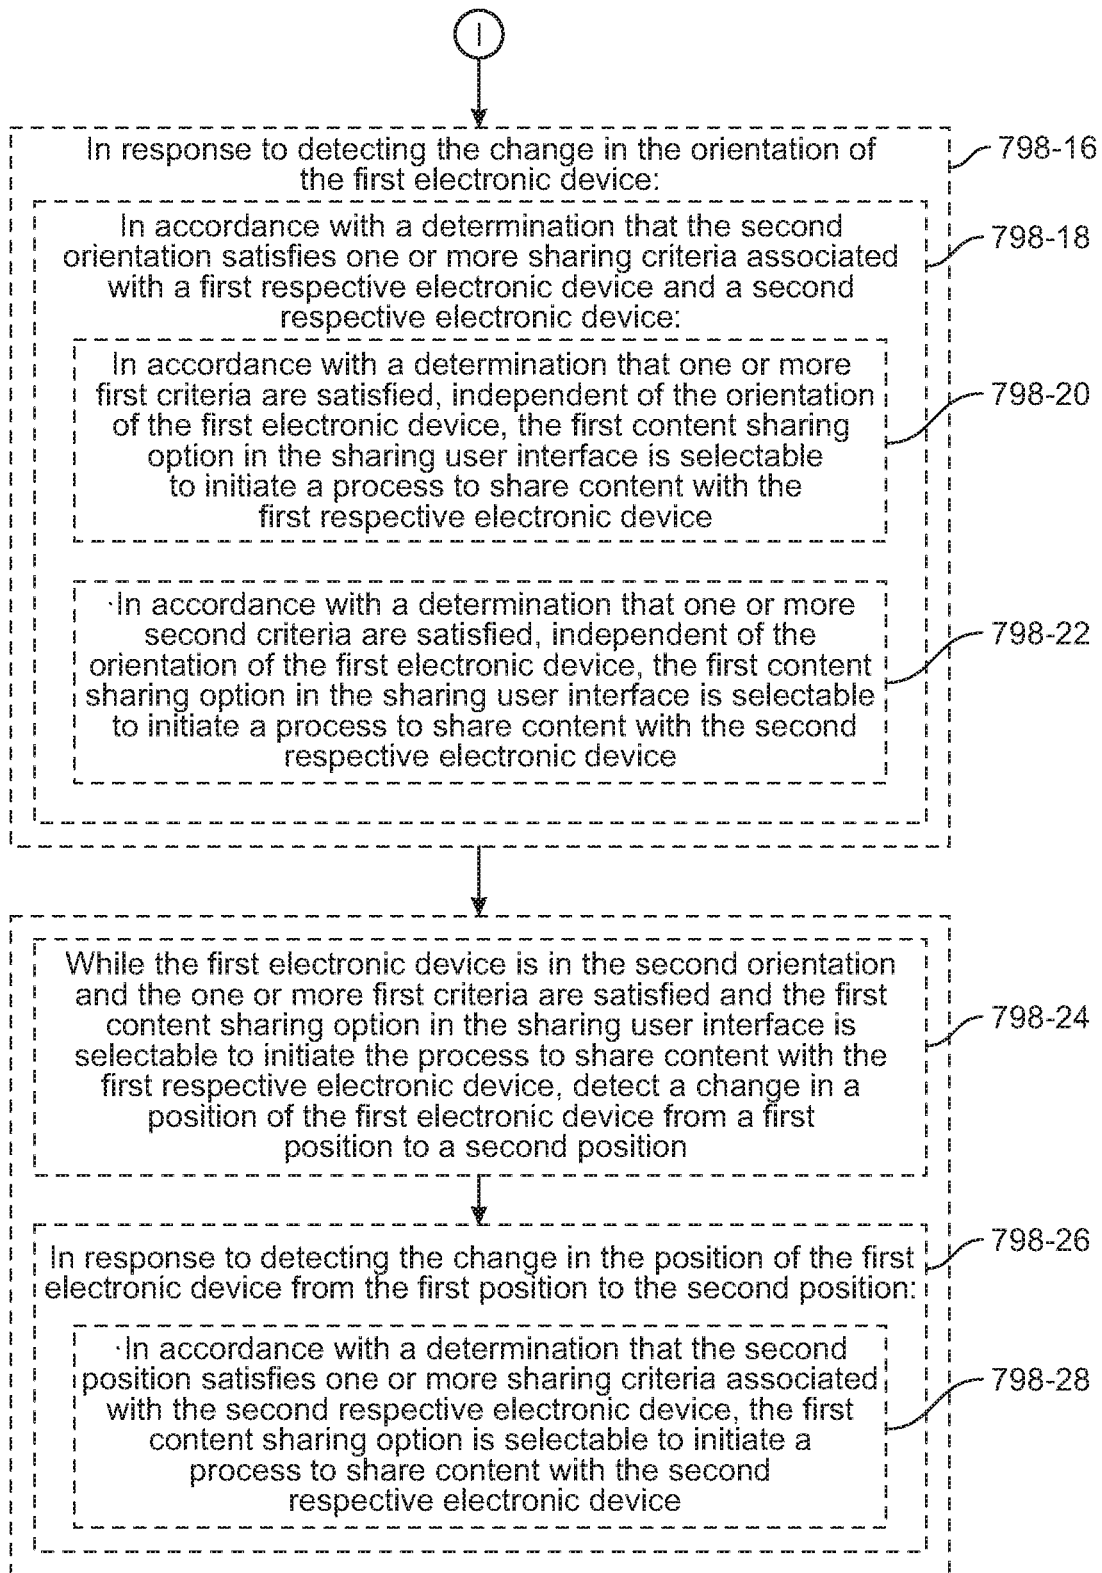 I
In response to detecting the change in the orientation of
the first electronic device:
798-16
In accordance with a determination that the second
orientation satisfies one or more sharing criteria associated
with a first respective electronic device and a second
respective electronic device:
798-18
In accordance with a determination that one or more
first criteria are satisfied, independent of the orientation
of the first electronic device, the first content sharing
option in the sharing user interface is selectable
to initiate a process to share content with the
first respective electronic device
798-20
In accordance with a determination that one or more
second criteria are satisfied, independent of the
orientation of the first electronic device, the first content
sharing option in the sharing user interface is selectable
to initiate a process to share content with the second
respective electronic device
798-22
While the first electronic device is in the second orientation
and the one or more first criteria are satisfied and the first
content sharing option in the sharing user interface is
selectable to initiate the process to share content with the
first respective electronic device, detect a change in a
position of the first electronic device from a first
position to a second position
798-24
In response to detecting the change in the position of the first
electronic device from the first position to the second position:
798-26
In accordance with a determination that the second
position satisfies one or more sharing criteria associated
with the second respective electronic device, the first
content sharing option is selectable to initiate a
process to share content with the second
respective electronic device
798-28